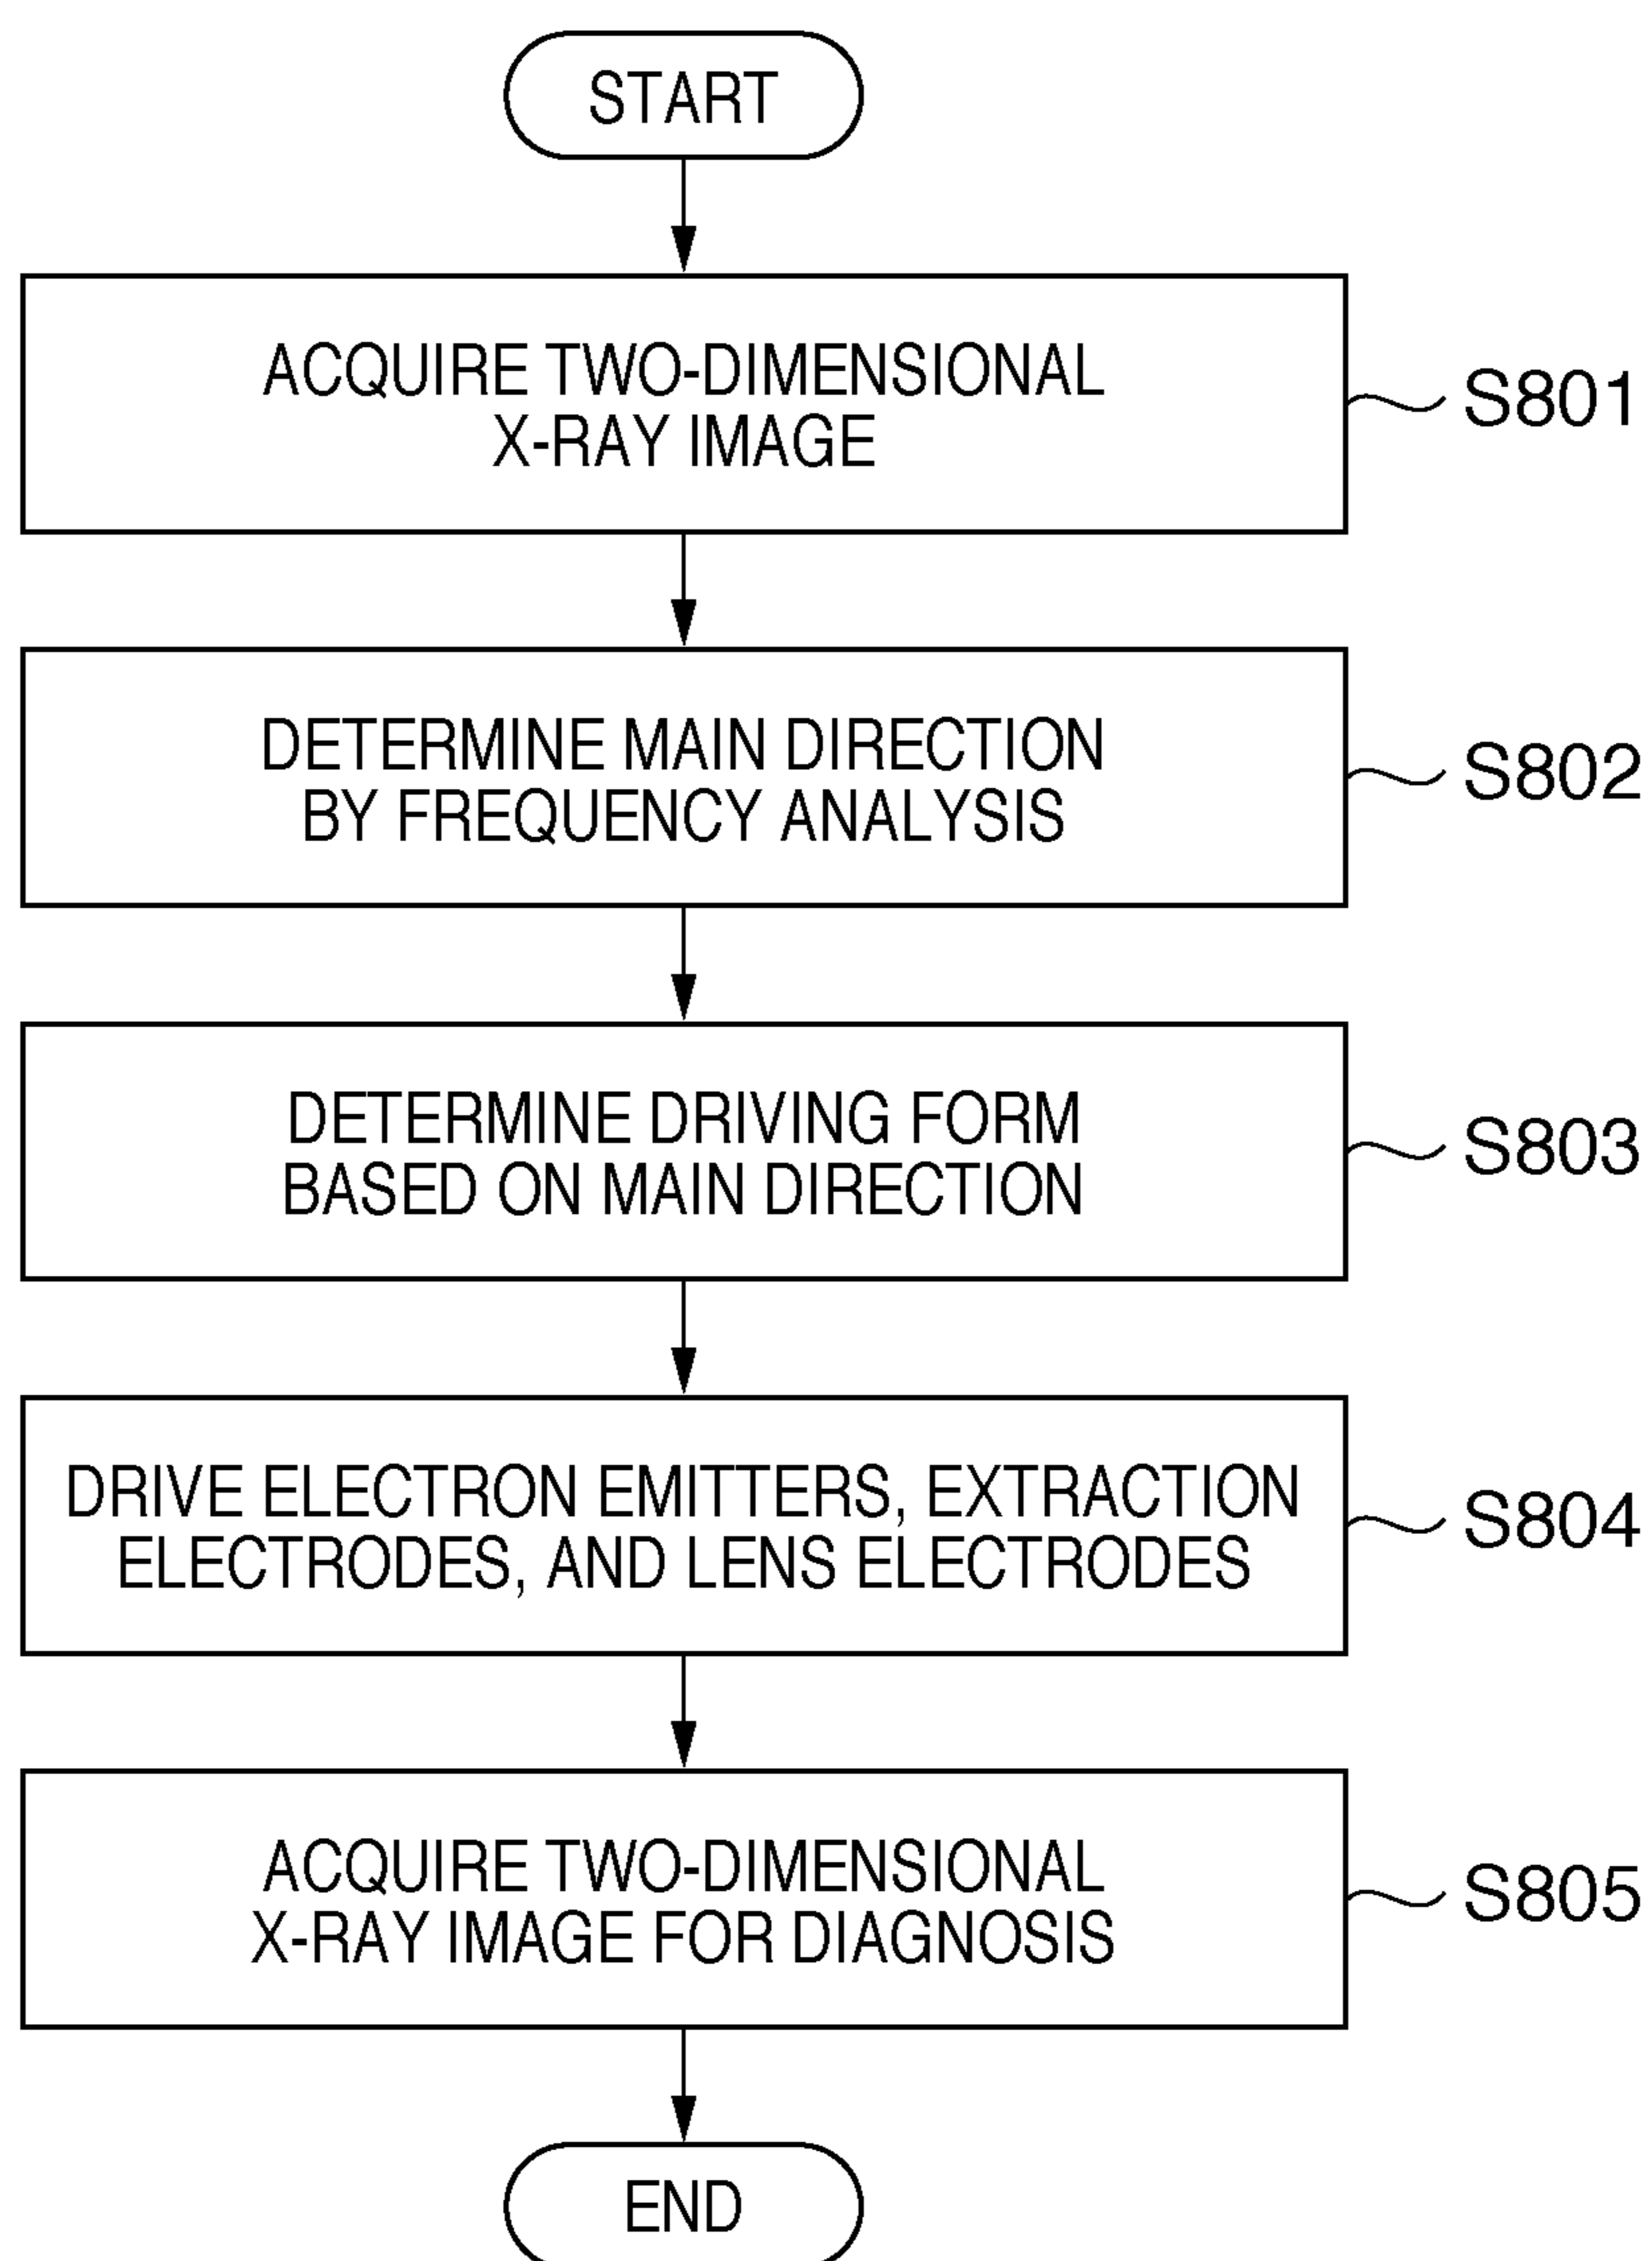 START
ACQUIRE TWO-DIMENSIONAL
X-RAY IMAGE
S801
DETERMINE MAIN DIRECTION
BY FREQUENCY ANALYSIS
S802
DETERMINE DRIVING FORM
BASED ON MAIN DIRECTION
S803
DRIVE ELECTRON EMITTERS, EXTRACTION
ELECTRODES, AND LENS ELECTRODES
S804
ACQUIRE TWO-DIMENSIONAL
X-RAY IMAGE FOR DIAGNOSIS
S805
END